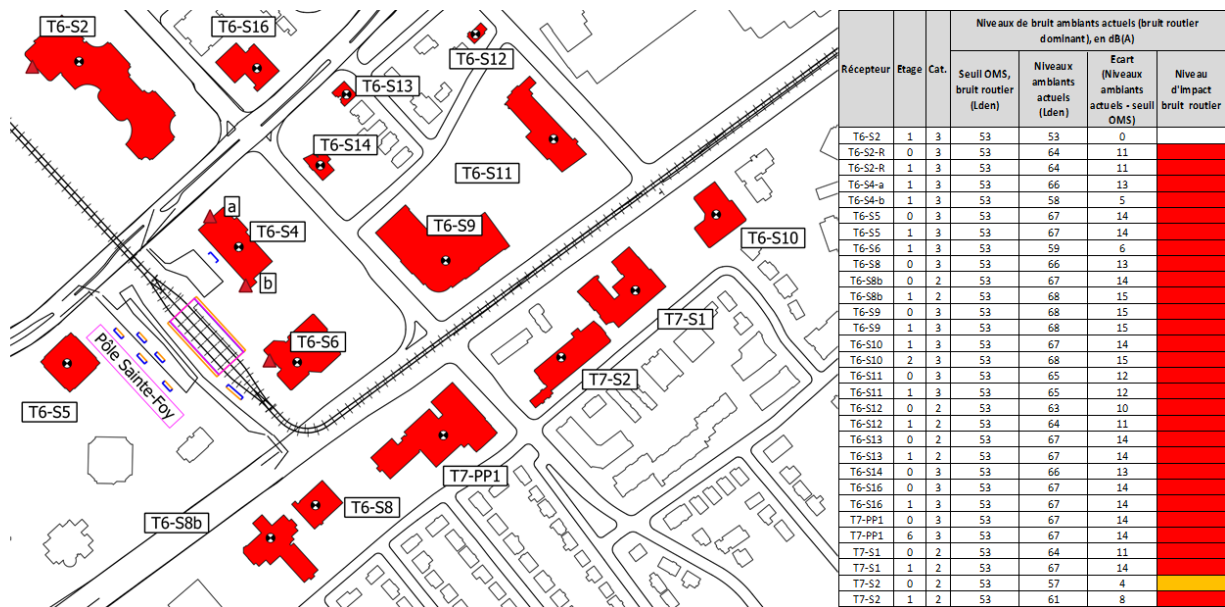 T6-S2
T6-S16
T6-S12
T6-S13
T6-S14
T6-S11
a
T6-S4
T6-S9
T6-S10
b
T7-S1
T6-S6
Pôle Sainte-Foy
T7-S2
T6-S5
T7-PP1
T6-S8
T6-S8b
Niveaux de bruit ambiants actuels (bruit routier dominant), en dB(A)
Récepteur Etage Cat. Seuil OMS, bruit routier (Lden) Niveaux ambiants actuels (Lden) Ecart (Niveaux ambiants actuels - seuil OMS) Niveau d'impact bruit routier
T6-S2 1 3 53 53 0
T6-S2-R 0 3 53 64 11
T6-S2-R 1 3 53 64 11
T6-S4-a 1 3 53 66 13
T6-S4-b 1 3 53 58 5
T6-S5 0 3 53 67 14
T6-S5 1 3 53 67 14
T6-S6 1 3 53 59 6
T6-S8 0 3 53 66 13
T6-S8b 0 2 53 67 14
T6-S8b 1 2 53 68 15
T6-S9 0 3 53 68 15
T6-S9 1 3 53 68 15
T6-S10 1 3 53 67 14
T6-S10 2 3 53 68 15
T6-S11 0 3 53 65 12
T6-S11 1 3 53 65 12
T6-S12 0 2 53 63 10
T6-S12 1 2 53 64 11
T6-S13 0 2 53 67 14
T6-S13 1 2 53 67 14
T6-S14 0 3 53 66 13
T6-S16 0 3 53 67 14
T6-S16 1 3 53 67 14
T7-PP1 0 3 53 67 14
T7-PP1 6 3 53 67 14
T7-S1 0 2 53 64 11
T7-S1 1 2 53 67 14
T7-S2 0 2 53 57 4
T7-S2 1 2 53 61 8